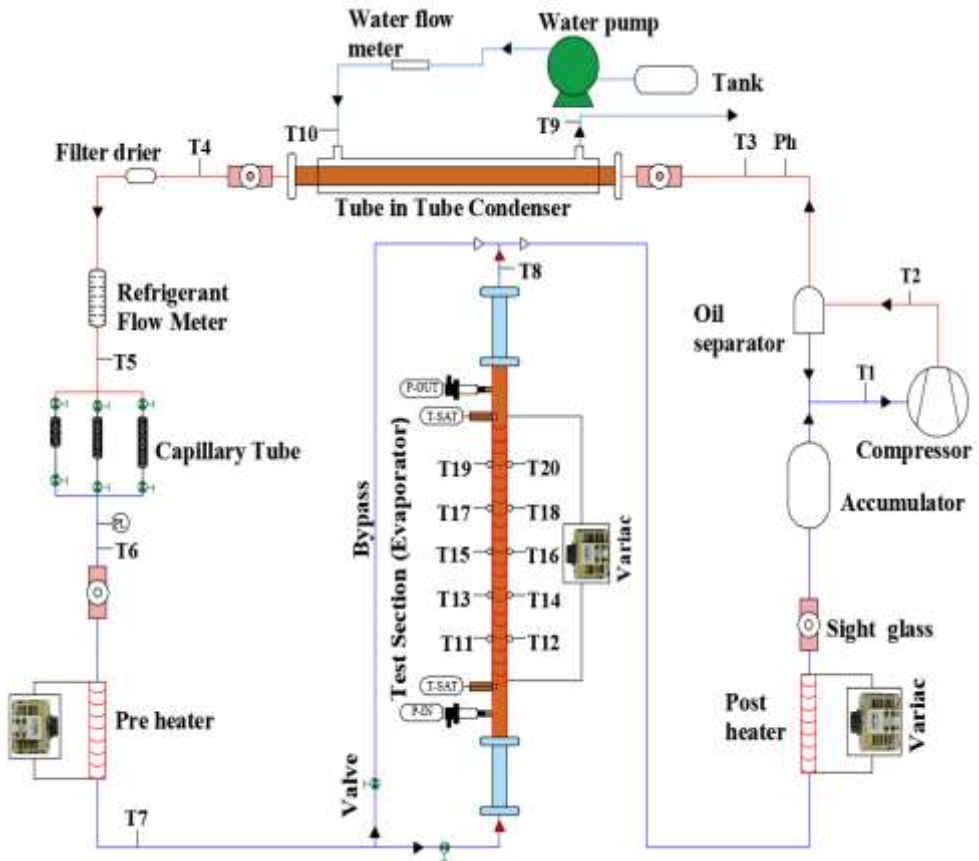 Water flow
meter
Water pump
Tank
T10
T9
Filter drier
T4
T3
Ph
Tube in Tube Condenser
T8
T2
Refrigerant
Flow Meter
Oil
separator
T5
T1
P-OUT
T-SAT
Capillary Tube
Compressor
T19
T20
Accumulator
PL
T17
T18
T6
Bypass
Test Section (Evaporator)
T15
T16
Variac
T13
T14
T11
T12
Sight glass
T-SAT
P-IN
Pre heater
Post
heater
Variac
Valve
T7